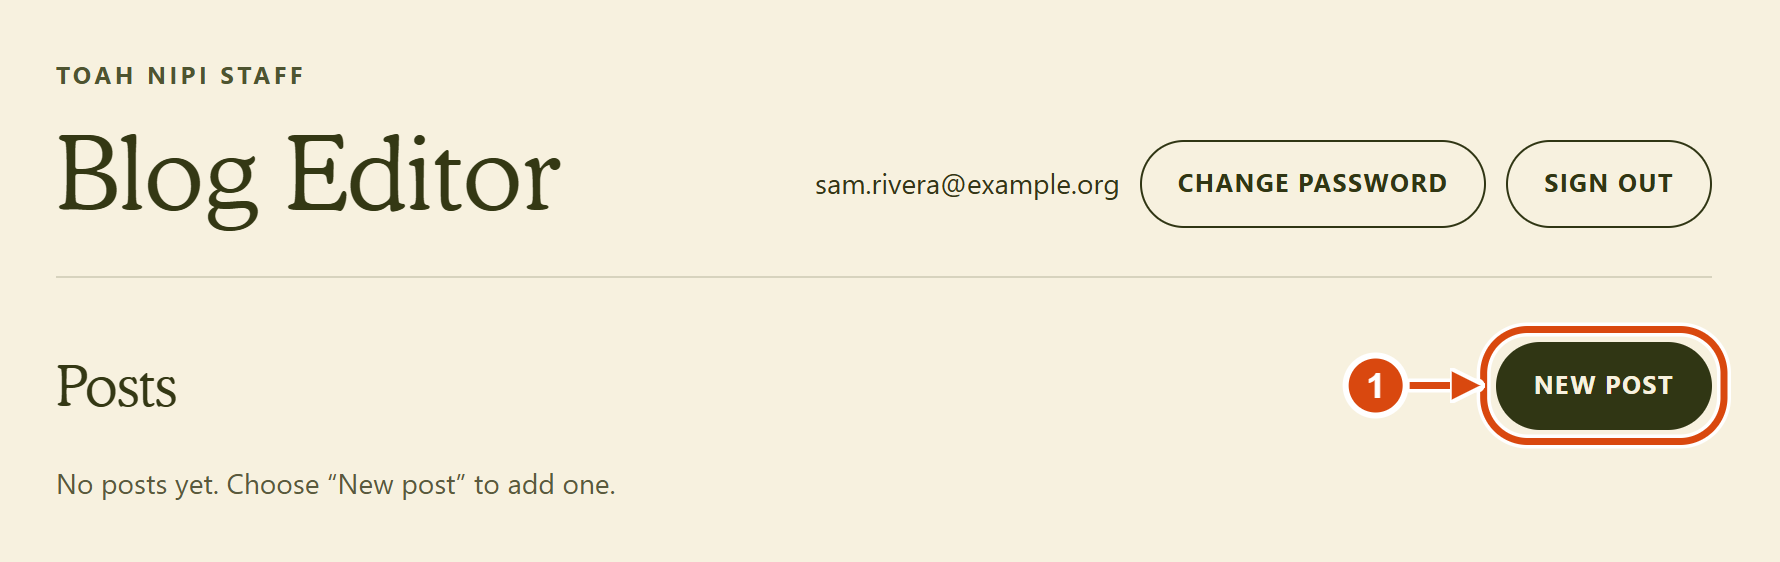 TOAH NIPI STAFF
Blog Editor
sam.rivera@example.org
CHANGE PASSWORD
SIGN OUT
Posts
1
NEW POST
No posts yet. Choose “New post” to add one.